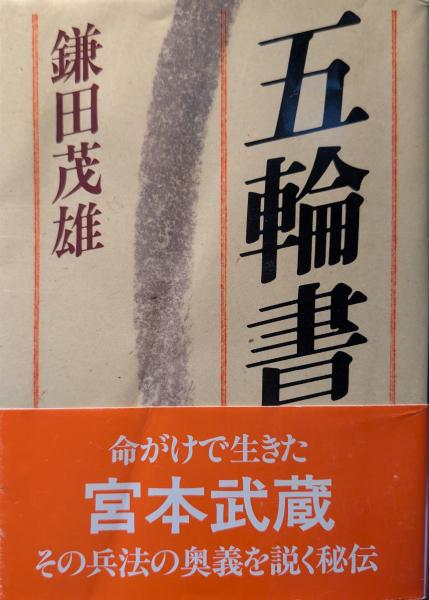 五輪書
鎌田茂雄
命がけで生きた
宮本武蔵
その兵法の奥義を説く秘伝